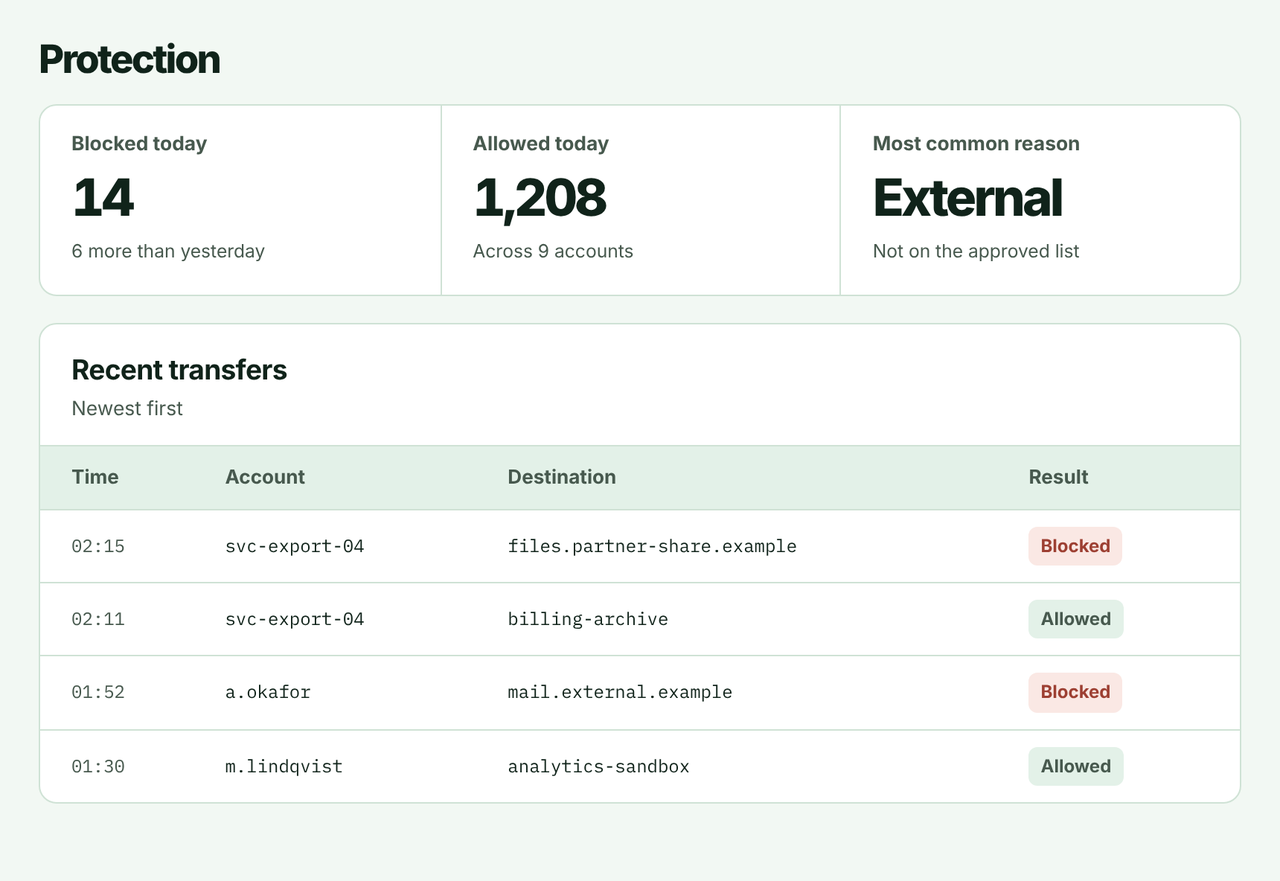 Protection
Blocked today
14
6 more than yesterday
Allowed today
1,208
Across 9 accounts
Most common reason
External
Not on the approved list
Recent transfers
Newest first
Time Account Destination Result
02:15 svc-export-04 files.partner-share.example Blocked
02:11 svc-export-04 billing-archive Allowed
01:52 a.okafor mail.external.example Blocked
01:30 m.lindqvist analytics-sandbox Allowed